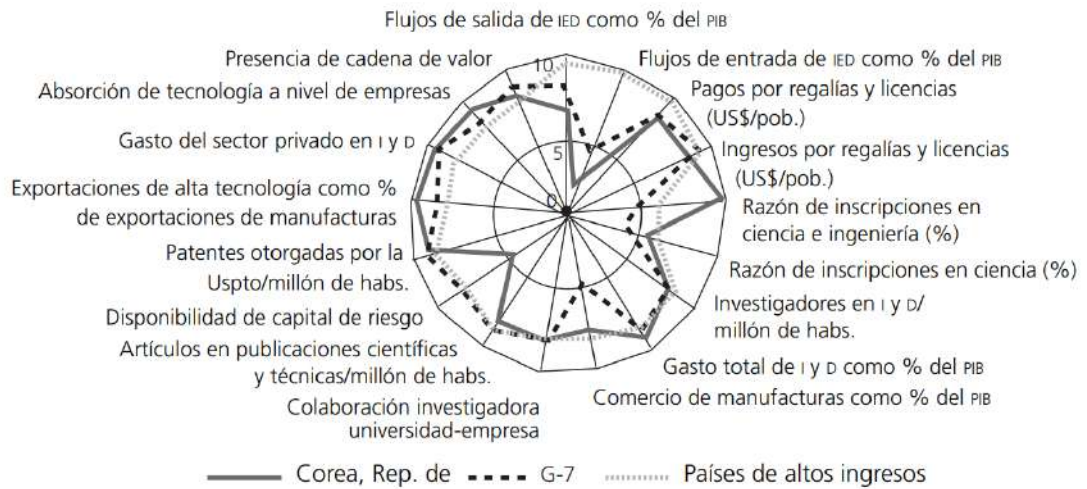 Flujos de salida de IED como % del PIB
Presencia de cadena de valor
10
Flujos de entrada de IED como % del PIB
Absorción de tecnología a nivel de empresas
Pagos por regalías y licencias
(US$/pob.)
Gasto del sector privado en I y D
5
Ingresos por regalías y licencias
(US$/pob.)
Exportaciones de alta tecnología como %
de exportaciones de manufacturas
0
Razón de inscripciones en
ciencia e ingeniería (%)
Patentes otorgadas por la
Uspto/millón de habs.
Razón de inscripciones en ciencia (%)
Disponibilidad de capital de riesgo
Investigadores en I y D/
millón de habs.
Artículos en publicaciones científicas
y técnicas/millón de habs.
Gasto total de I y D como % del PIB
Colaboración investigadora
universidad-empresa
Comercio de manufacturas como % del PIB
Corea, Rep. de
G-7
Países de altos ingresos